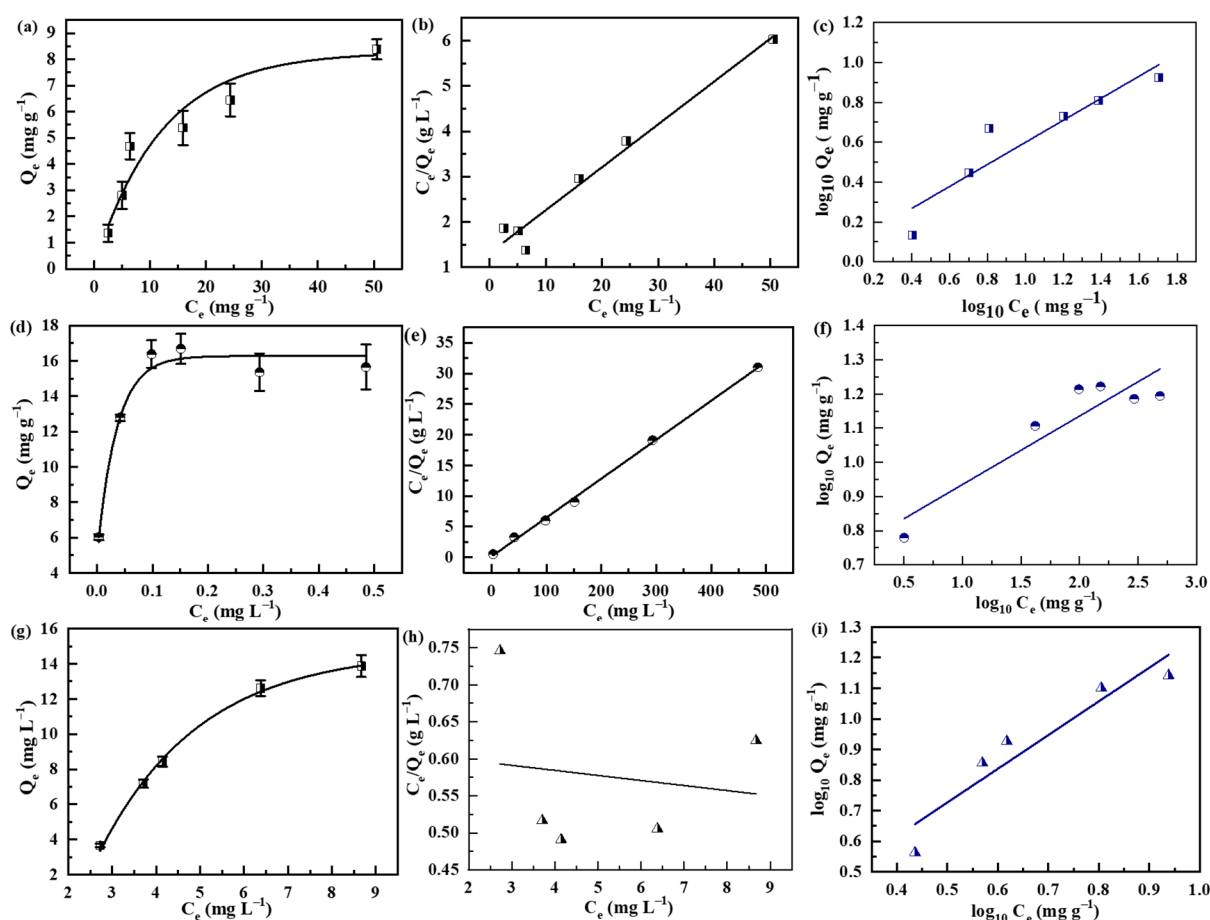 (a)
Qe (mg g⁻¹)
9
8
7
6
5
4
3
2
1
0
0 10 20 30 40 50
Ce (mg g⁻¹)
(b)
Ce/Qe (g L⁻¹)
6
5
4
3
2
1
0 10 20 30 40 50
Ce (mg L⁻¹)
(c)
log10 Qe ( mg g⁻¹)
1.2
1.0
0.8
0.6
0.4
0.2
0.0
0.2 0.4 0.6 0.8 1.0 1.2 1.4 1.6 1.8
log10 Ce ( mg g⁻¹)
(d)
Qe (mg g⁻¹)
18
16
14
12
10
8
6
4
0.0 0.1 0.2 0.3 0.4 0.5
Ce (mg L⁻¹)
(e)
Ce/Qe (g L⁻¹)
35
30
25
20
15
10
5
0
0 100 200 300 400 500
Ce (mg L⁻¹)
(f)
log10 Qe (mg g⁻¹)
1.4
1.3
1.2
1.1
1.0
0.9
0.8
0.7
0.5 1.0 1.5 2.0 2.5 3.0
log10 Ce (mg g⁻¹)
(g)
Qe (mg L⁻¹)
16
14
12
10
8
6
4
2
2 3 4 5 6 7 8 9
Ce (mg L⁻¹)
(h)
Ce/Qe (g L⁻¹)
0.75
0.70
0.65
0.60
0.55
0.50
0.45
2 3 4 5 6 7 8 9
Ce (mg L⁻¹)
(i)
log10 Qe (mg g⁻¹)
1.3
1.2
1.1
1.0
0.9
0.8
0.7
0.6
0.5
0.4 0.5 0.6 0.7 0.8 0.9 1.0
log10 Ce (mg g⁻¹)